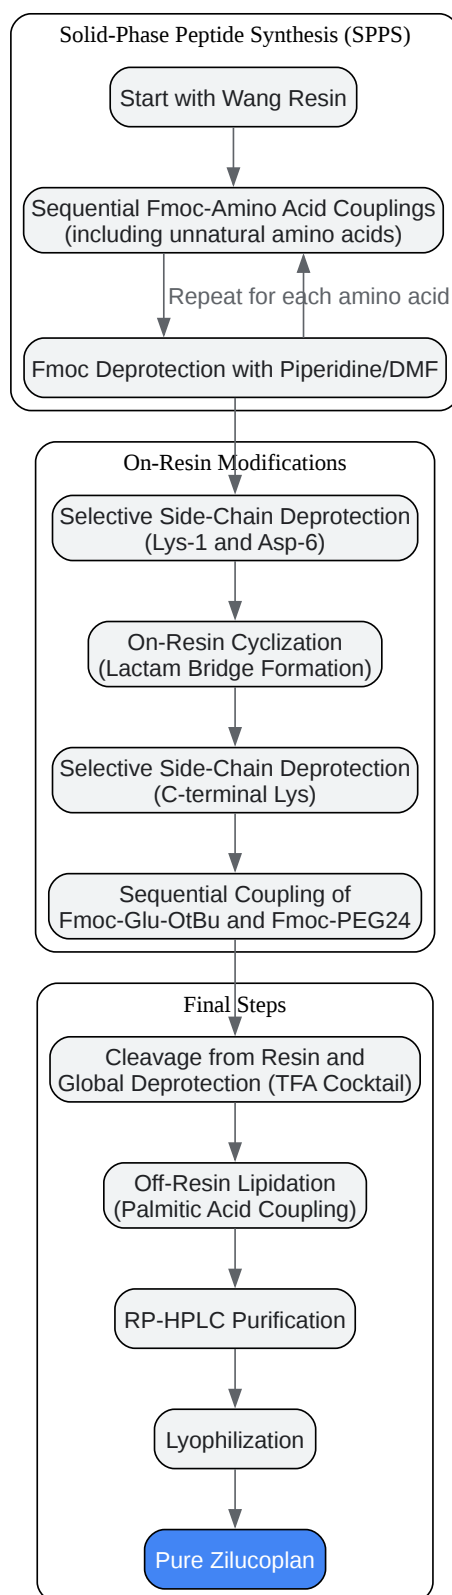 Solid-Phase Peptide Synthesis (SPPS)
Start with Wang Resin
Sequential Fmoc-Amino Acid Couplings
(including unnatural amino acids)
Repeat for each amino acid
Fmoc Deprotection with Piperidine/DMF
On-Resin Modifications
Selective Side-Chain Deprotection
(Lys-1 and Asp-6)
On-Resin Cyclization
(Lactam Bridge Formation)
Selective Side-Chain Deprotection
(C-terminal Lys)
Sequential Coupling of
Fmoc-Glu-OtBu and Fmoc-PEG24
Final Steps
Cleavage from Resin and
Global Deprotection (TFA Cocktail)
Off-Resin Lipidation
(Palmitic Acid Coupling)
RP-HPLC Purification
Lyophilization
Pure Zilucoplan